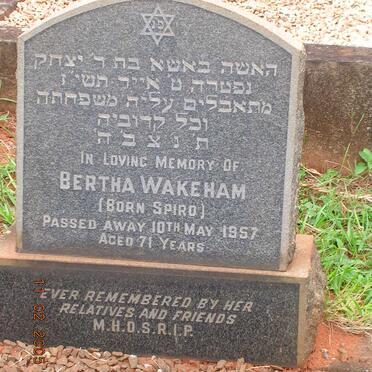 פ נ
האשה באשא בת ר' יצחק
נפטרה ט' אייר תשי"ז
מתאבלים עליה משפחתה
וכל קרוביה
ת נ צ ב ה
IN LOVING MEMORY OF
BERTHA WAKEHAM
(BORN SPIRO)
PASSED AWAY 10TH MAY 1957
AGED 71 YEARS
EVER REMEMBERED BY HER
RELATIVES AND FRIENDS
M.H.D.S.R.I.P.